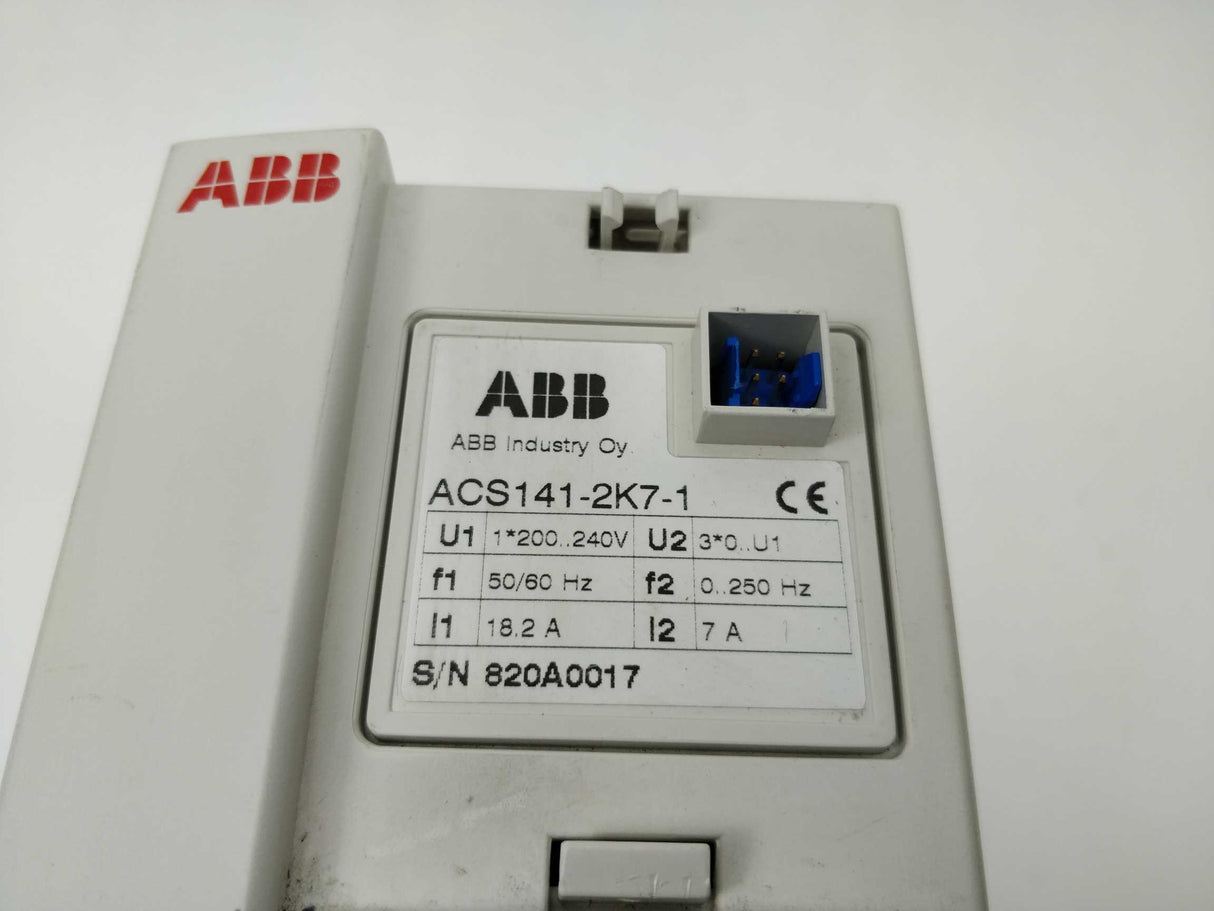 ABB
ABB
ABB Industry Oy.
ACS141-2K7-1 CE
U1 1*200..240V U2 3*0..U1
f1 50/60 Hz f2 0..250 Hz
I1 18.2 A I2 7 A
S/N 820A0017